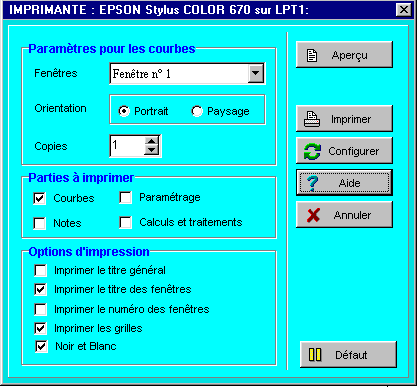 IMPRIMANTE : EPSON Stylus COLOR 670 sur LPT1:
Paramètres pour les courbes
Fenêtres
Fenêtre n° 1
Orientation
Portrait
Paysage
Copies
1
Parties à imprimer
Courbes
Paramétrage
Notes
Calculs et traitements
Options d'impression
Imprimer le titre général
Imprimer le titre des fenêtres
Imprimer le numéro des fenêtres
Imprimer les grilles
Noir et Blanc
Aperçu
Imprimer
Configurer
Aide
Annuler
Défaut